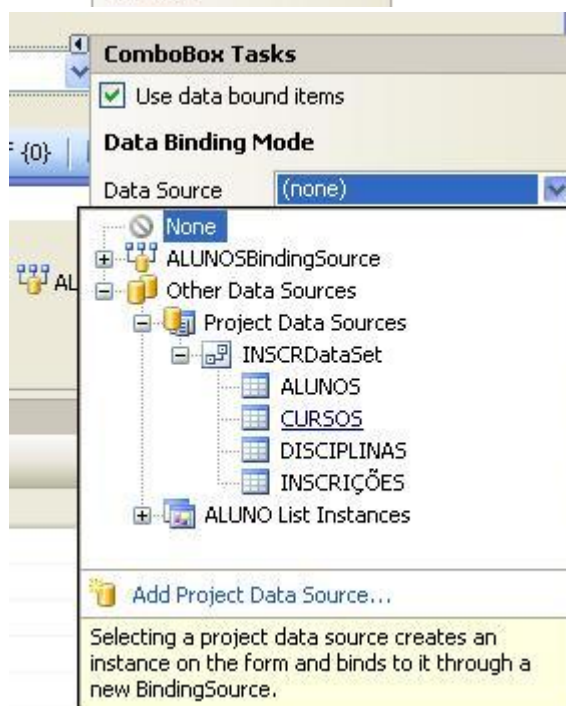 ComboBox Tasks
Use data bound items
{0}
Data Binding Mode
Data Source (none)
None
ALUNOSBindingSource
AL
Other Data Sources
Project Data Sources
INSCRDataSet
ALUNOS
CURSOS
DISCIPLINAS
INSCRIÇÕES
ALUNO List Instances
Add Project Data Source...
Selecting a project data source creates an
instance on the form and binds to it through a
new BindingSource.